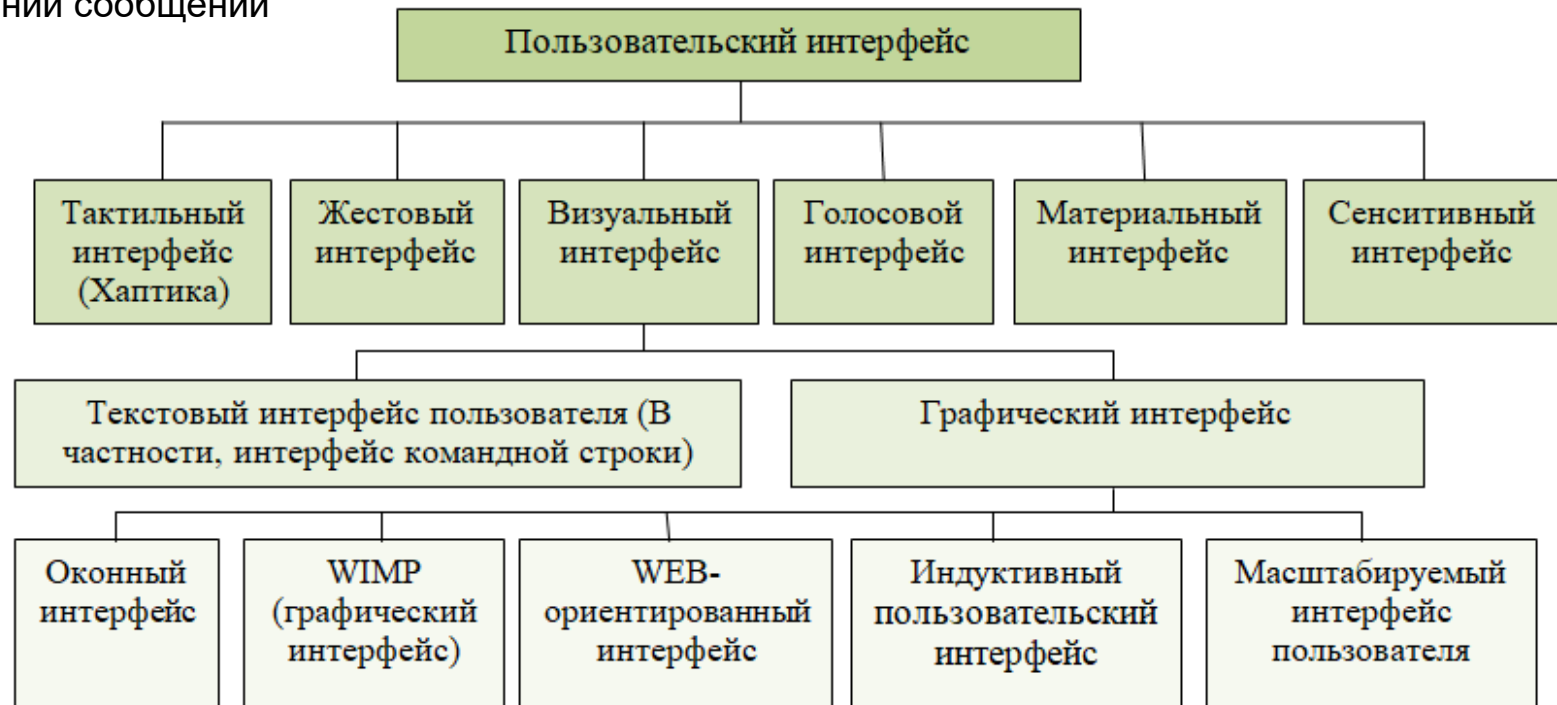 сообщений
Пользовательский интерфейс
Тактильный
интерфейс
(Хаптика)
Жестовый
интерфейс
Визуальный
интерфейс
Голосовой
интерфейс
Материальный
интерфейс
Сенситивный
интерфейс
Текстовый интерфейс пользователя (В
частности, интерфейс командной строки)
Графический интерфейс
Оконный
интерфейс
WIMP
(графический
интерфейс)
WEB-
ориентированный
интерфейс
Индуктивный
пользовательский
интерфейс
Масштабируемый
интерфейс
пользователя